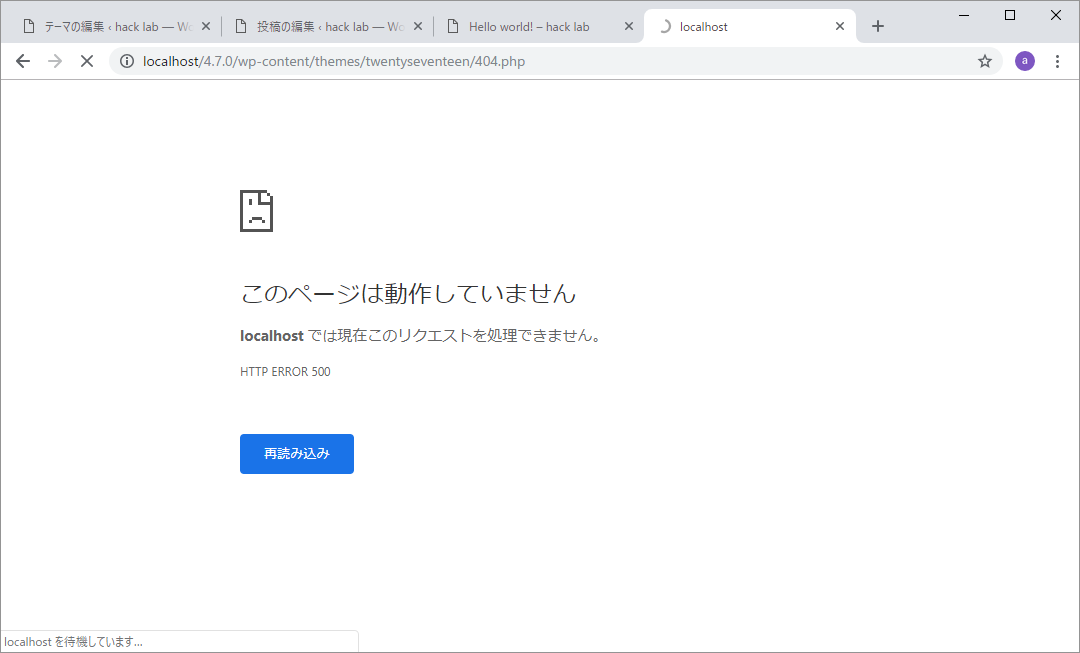 テーマの編集 ‹ hack lab — Wo
投稿の編集 ‹ hack lab — Wo
Hello world! – hack lab
localhost
localhost/4.7.0/wp-content/themes/twentyseventeen/404.php
a
このページは動作していません
localhost では現在このリクエストを処理できません。
HTTP ERROR 500
再読み込み
localhost を待機しています...